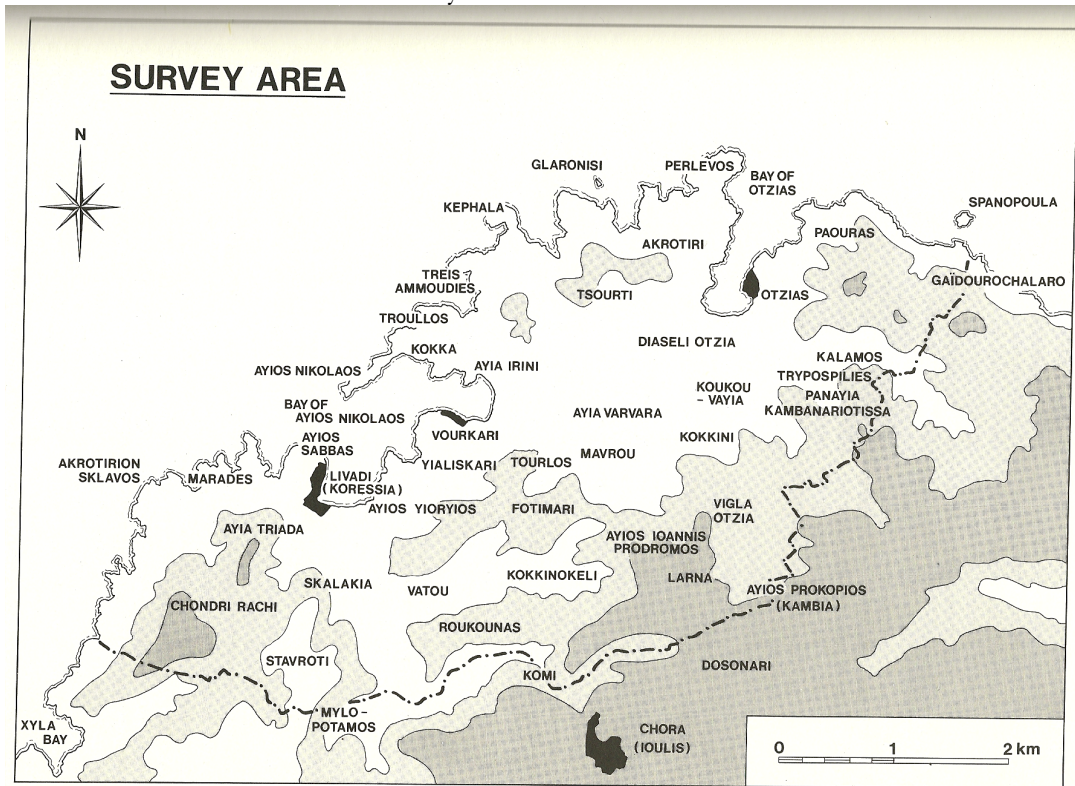 SURVEY AREA
N
GLARONISI
PERLEVOS
BAY OF
OTZIAS
KEPHALA
SPANOPOULA
PAOURAS
AKROTIRI
TREIS
AMMOUDIES
GAÏDOUROCHALARO
TSOURTI
OTZIAS
TROULLOS
DIASELI OTZIA
KOKKA
AYIOS NIKOLAOS
AYIA IRINI
KALAMOS
TRYPOSPILIES
KOUKOU
- VAYIA
PANAYIA
KAMBANARIOTISSA
BAY OF
AYIOS NIKOLAOS
AYIA VARVARA
VOURKARI
KOKKINI
AYIOS
SABBAS
MAVROU
AKROTIRION
SKLAVOS
MARADES
LIVADI
(KORESSIA)
YIALISKARI
TOURLOS
AYIOS YIORYIOS
FOTIMARI
VIGLA
OTZIA
AYIA TRIADA
AYIOS IOANNIS
PRODROMOS
SKALAKIA
VATOU
KOKKINOKELI
LARNA
AYIOS PROKOPIOS
(KAMBIA)
CHONDRI RACHI
ROUKOUNAS
STAVROTI
KOMI
DOSONARI
MYLO-
POTAMOS
XYLA
BAY
CHORA
(IOULIS)
0 1 2 km